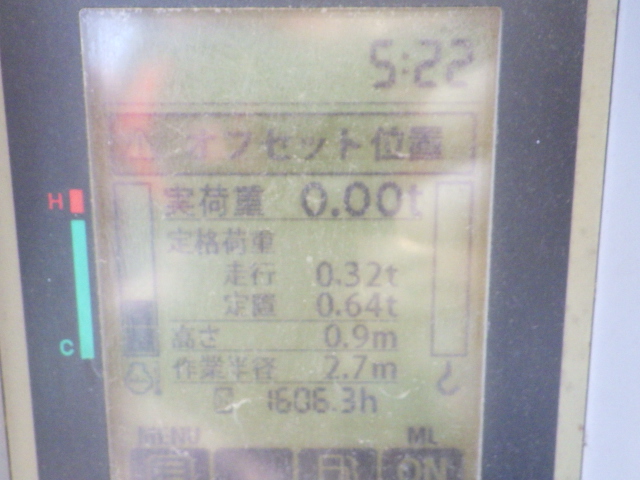 5:22
オフセット位置
実荷重 0.00t
H
定格荷重
走行 0.32t
定置 0.64t
高さ 0.9m
C
作業半径 2.7m
1606.3h
MENU ML
ON